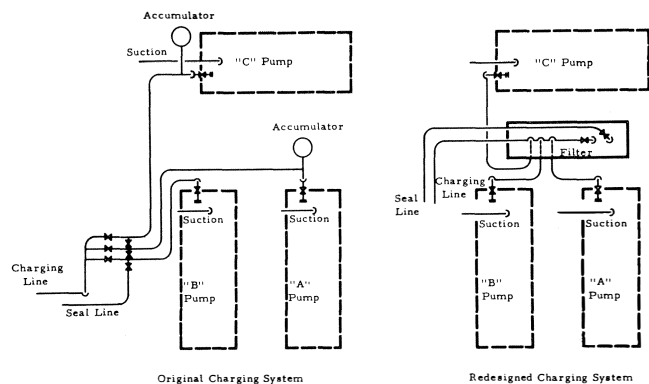 Accumulator
Suction
"C" Pump
Accumulator
Suction
Suction
Charging
Line
Seal Line
"B"
Pump
"A"
Pump
Original Charging System
"C" Pump
Filter
Charging
Line
Seal
Line
Suction
Suction
"B"
Pump
"A"
Pump
Redesigned Charging System